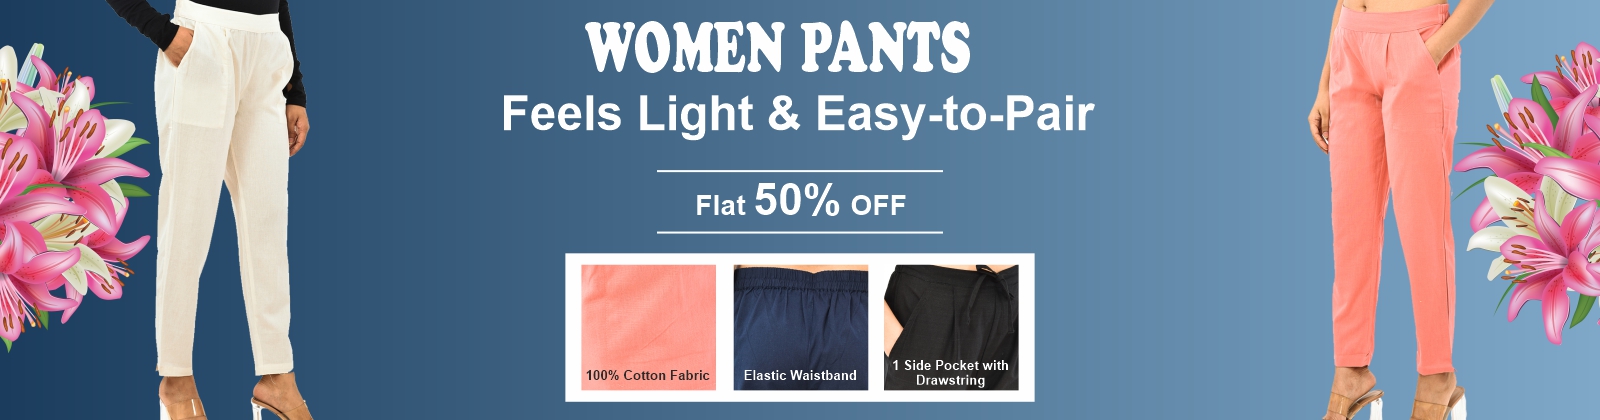 WOMEN PANTS
Feels Light & Easy-to-Pair
Flat 50% OFF
100% Cotton Fabric
Elastic Waistband
1 Side Pocket with
Drawstring